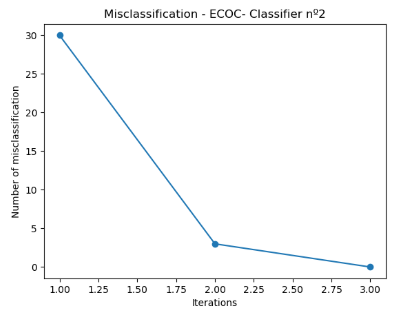 Misclassification - ECOC- Classifier nº2
Number of misclassification
30
25
20
15
10
5
0
1.00 1.25 1.50 1.75 2.00 2.25 2.50 2.75 3.00
Iterations